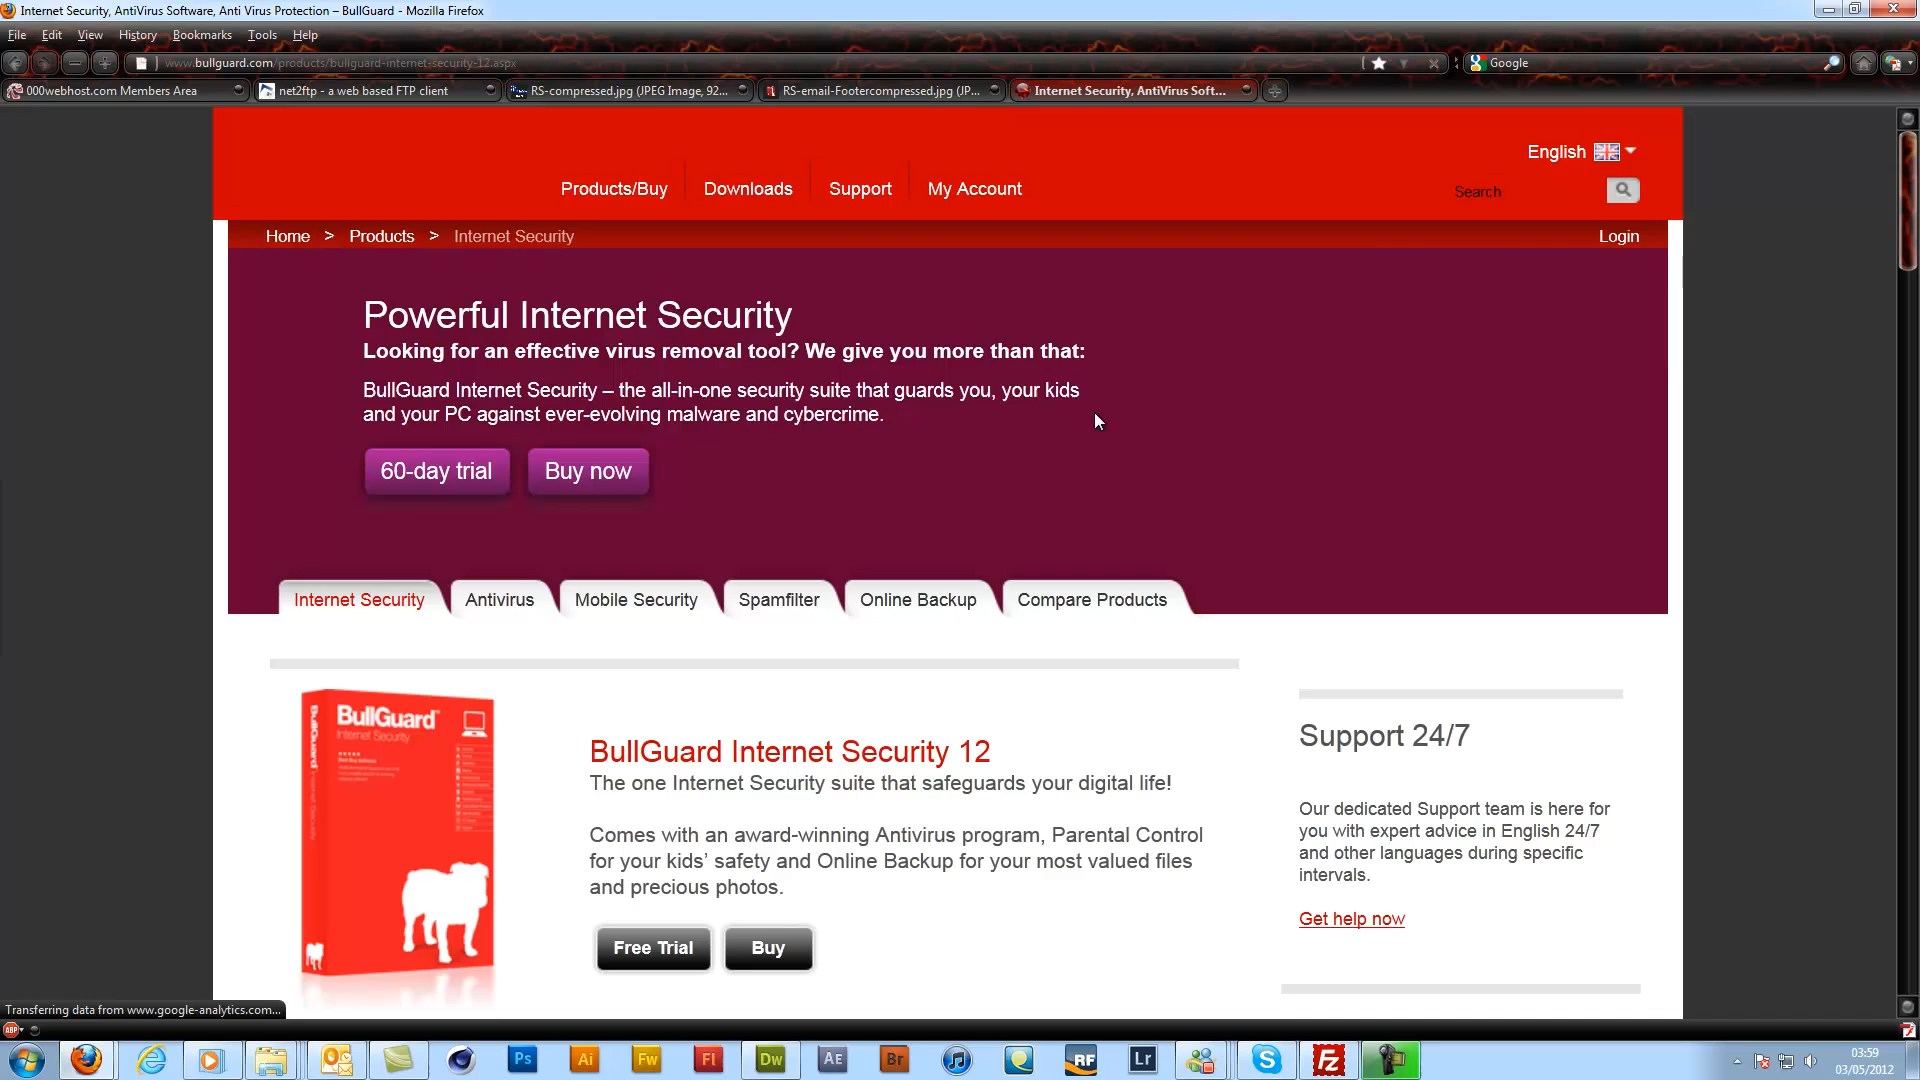 Internet Security, AntiVirus Software, Anti Virus Protection – BullGuard - Mozilla Firefox
File Edit View History Bookmarks Tools Help
www.bullguard.com/products/bullguard-internet-security-12.aspx
Google
000webhost.com Members Area
net2ftp - a web based FTP client
RS-compressed.jpg (JPEG Image, 92...
RS-email-Footercompressed.jpg (JP...
Internet Security, AntiVirus Soft...
English
Products/Buy Downloads Support My Account
Search
Home > Products > Internet Security
Login
Powerful Internet Security
Looking for an effective virus removal tool? We give you more than that:
BullGuard Internet Security – the all-in-one security suite that guards you, your kids
and your PC against ever-evolving malware and cybercrime.
60-day trial Buy now
Internet Security Antivirus Mobile Security Spamfilter Online Backup Compare Products
BullGuard
Internet Security
BullGuard
BullGuard Internet Security 12
The one Internet Security suite that safeguards your digital life!
Comes with an award-winning Antivirus program, Parental Control
for your kids’ safety and Online Backup for your most valued files
and precious photos.
Free Trial Buy
Support 24/7
Our dedicated Support team is here for
you with expert advice in English 24/7
and other languages during specific
intervals.
Get help now
Transferring data from www.google-analytics.com...
ABP
Ps Ai Fw Fl Dw AE Br RF Lr S Fz
03:59
03/05/2012